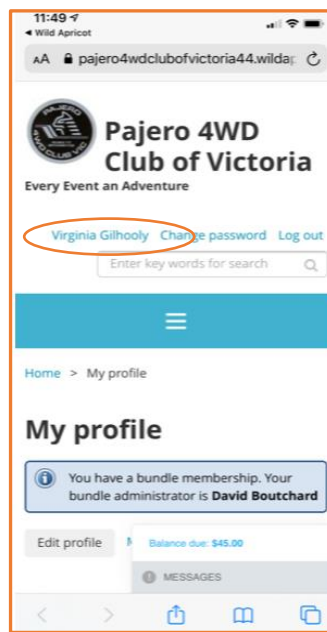 11:49
Wild Apricot
AA pajero4wdclubofvictoria44.wildap
Pajero 4WD
Club of Victoria
Every Event an Adventure
Virginia Gilhooly Change password Log out
Enter key words for search
Home > My profile
My profile
You have a bundle membership. Your
bundle administrator is David Boutchard
Edit profile
Balance due: $45.00
MESSAGES